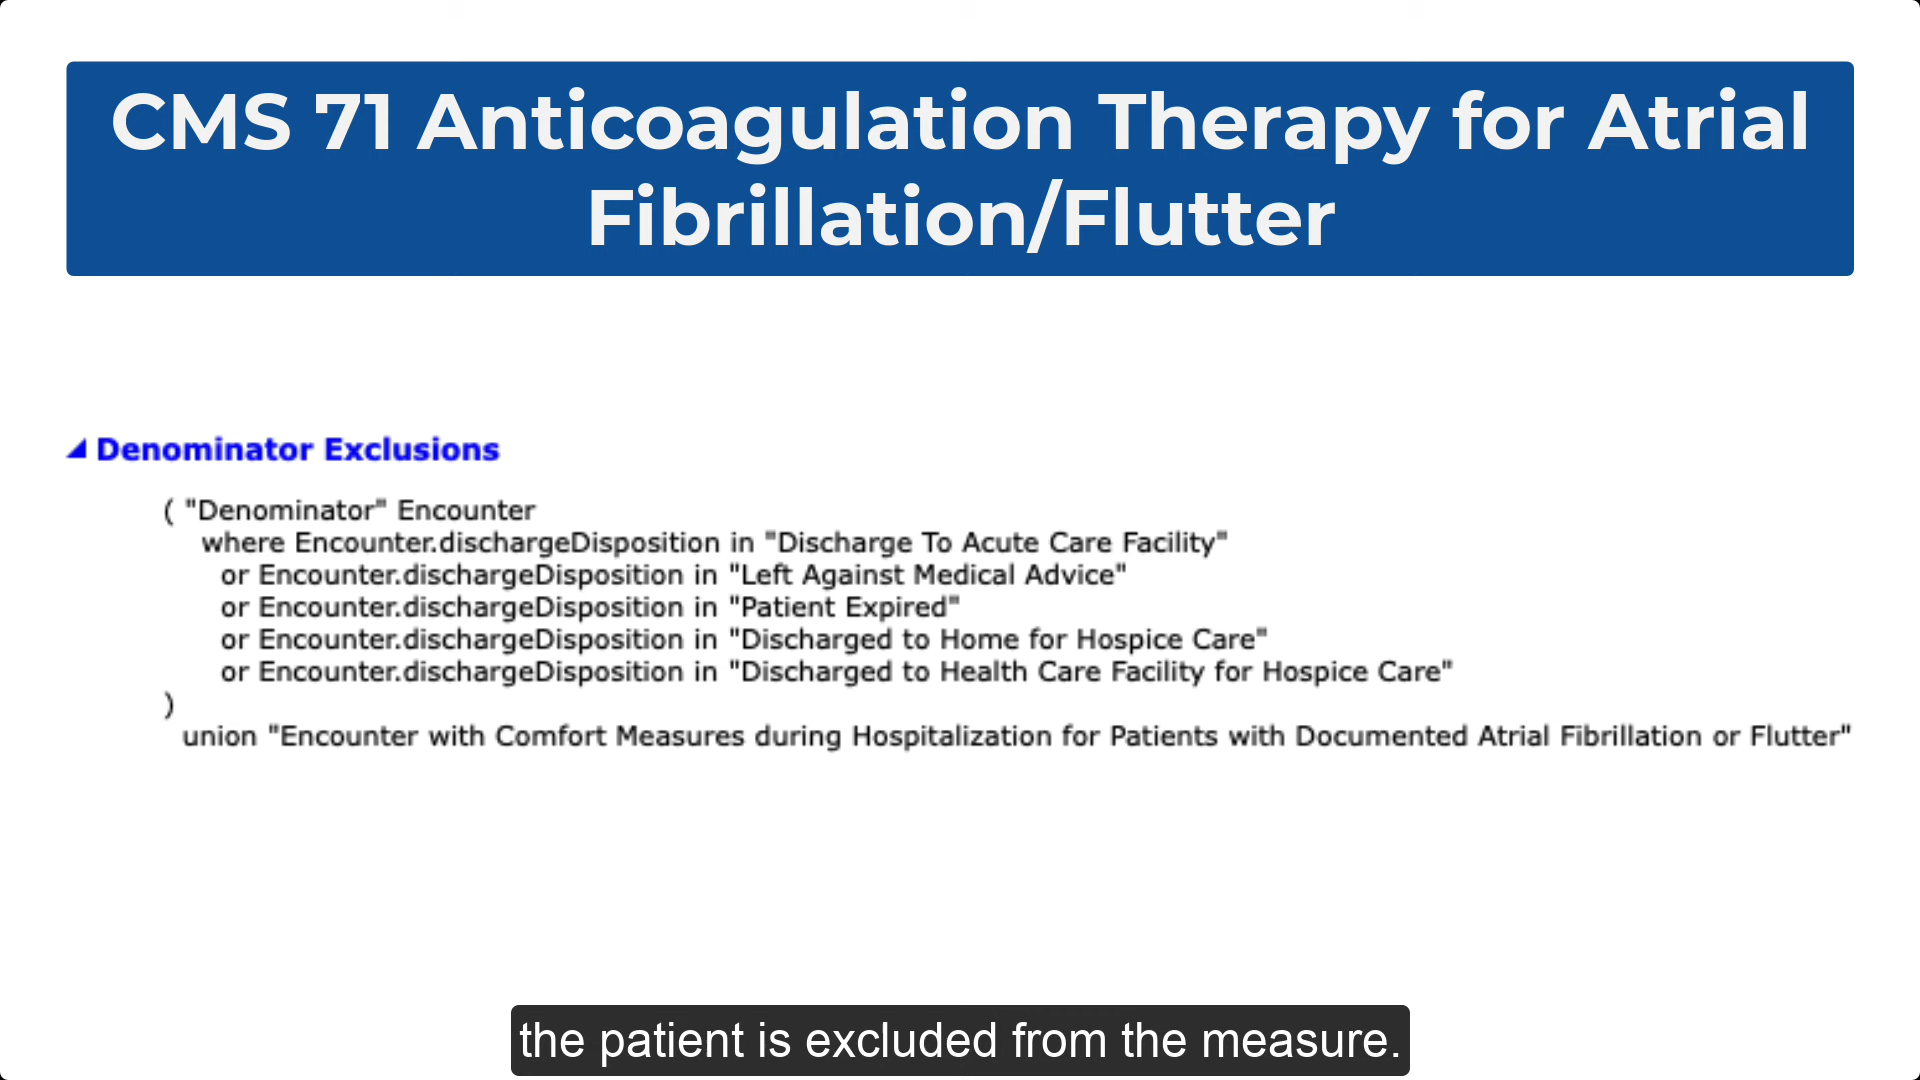 CMS 71 Anticoagulation Therapy for Atrial
Fibrillation/Flutter
Denominator Exclusions
( "Denominator" Encounter
where Encounter.dischargeDisposition in "Discharge To Acute Care Facility"
or Encounter.dischargeDisposition in "Left Against Medical Advice"
or Encounter.dischargeDisposition in "Patient Expired"
or Encounter.dischargeDisposition in "Discharged to Home for Hospice Care"
or Encounter.dischargeDisposition in "Discharged to Health Care Facility for Hospice Care"
)
union "Encounter with Comfort Measures during Hospitalization for Patients with Documented Atrial Fibrillation or Flutter"
the patient is excluded from the measure.